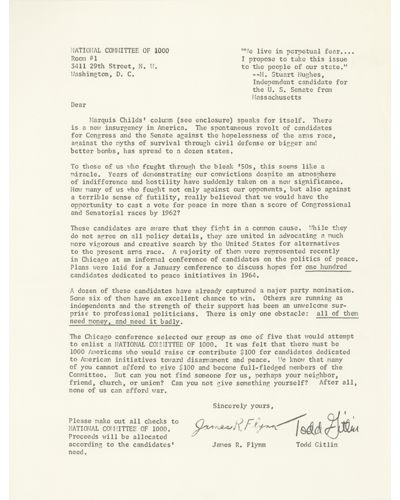 NATIONAL COMMITTEE OF 1000
Room #1
3411 29th Street, N. W.
Washington, D. C.
"We live in perpetual fear....
I propose to take this issue
to the people of our state."
--H. Stuart Hughes,
Independent candidate for
the U. S. Senate from
Massachusetts
Dear
Marquis Childs' column (see enclosure) speaks for itself. There
is a new insurgency in America. The spontaneous revolt of candidates
for Congress and the Senate against the hopelessness of the arms race,
against the myths of survival through civil defense or bigger and
better bombs, has spread to a dozen states.
To those of us who fought through the bleak '50s, this seems like a
miracle. Years of demonstrating our convictions despite an atmosphere
of indifference and hostility have suddenly taken on a new significance.
How many of us fought not only against our opponents, but also against
a terrible sense of futility, really believed that we would have the
opportunity to cast a vote for peace in more than a score of Congressional
and Senatorial races by 1962?
These candidates are aware that they fight in a common cause. While they
do not agree on all policy details, they are united in advocating a much
more vigorous and creative search by the United States for alternatives
to the present arms race. A majority of them were represented recently
in Chicago at an informal conference of candidates on the politics of peace.
Plans were laid for a January conference to discuss hopes for one hundred
candidates dedicated to peace initiatives in 1964.
A dozen of these candidates have already captured a major party nomination.
Some six of them have an excellent chance to win. Others are running as
independents and the strength of their support has been an unwelcome sur-
prise to professional politicians. There is only one obstacle: all of them
need money, and need it badly.
The Chicago conference selected our group as one of five that would attempt
to enlist a NATIONAL COMMITTEE OF 1000. It was felt that there must be
1000 Americans who would raise or contribute $100 for candidates dedicated
to American initiatives toward disarmament and peace. We know that many
of you cannot afford to give $100 and become full-fledged members of the
Committee. But can you not find someone for us, perhaps your neighbor,
friend, church, or union? Can you not give something yourself? After all,
none of us can afford war.
Sincerely yours,
Please make out all checks to
NATIONAL COMMITTEE OF 1000.
Proceeds will be allocated
according to the candidates'
need.
James R. Flynn Todd Gitlin
James R. Flynn Todd Gitlin